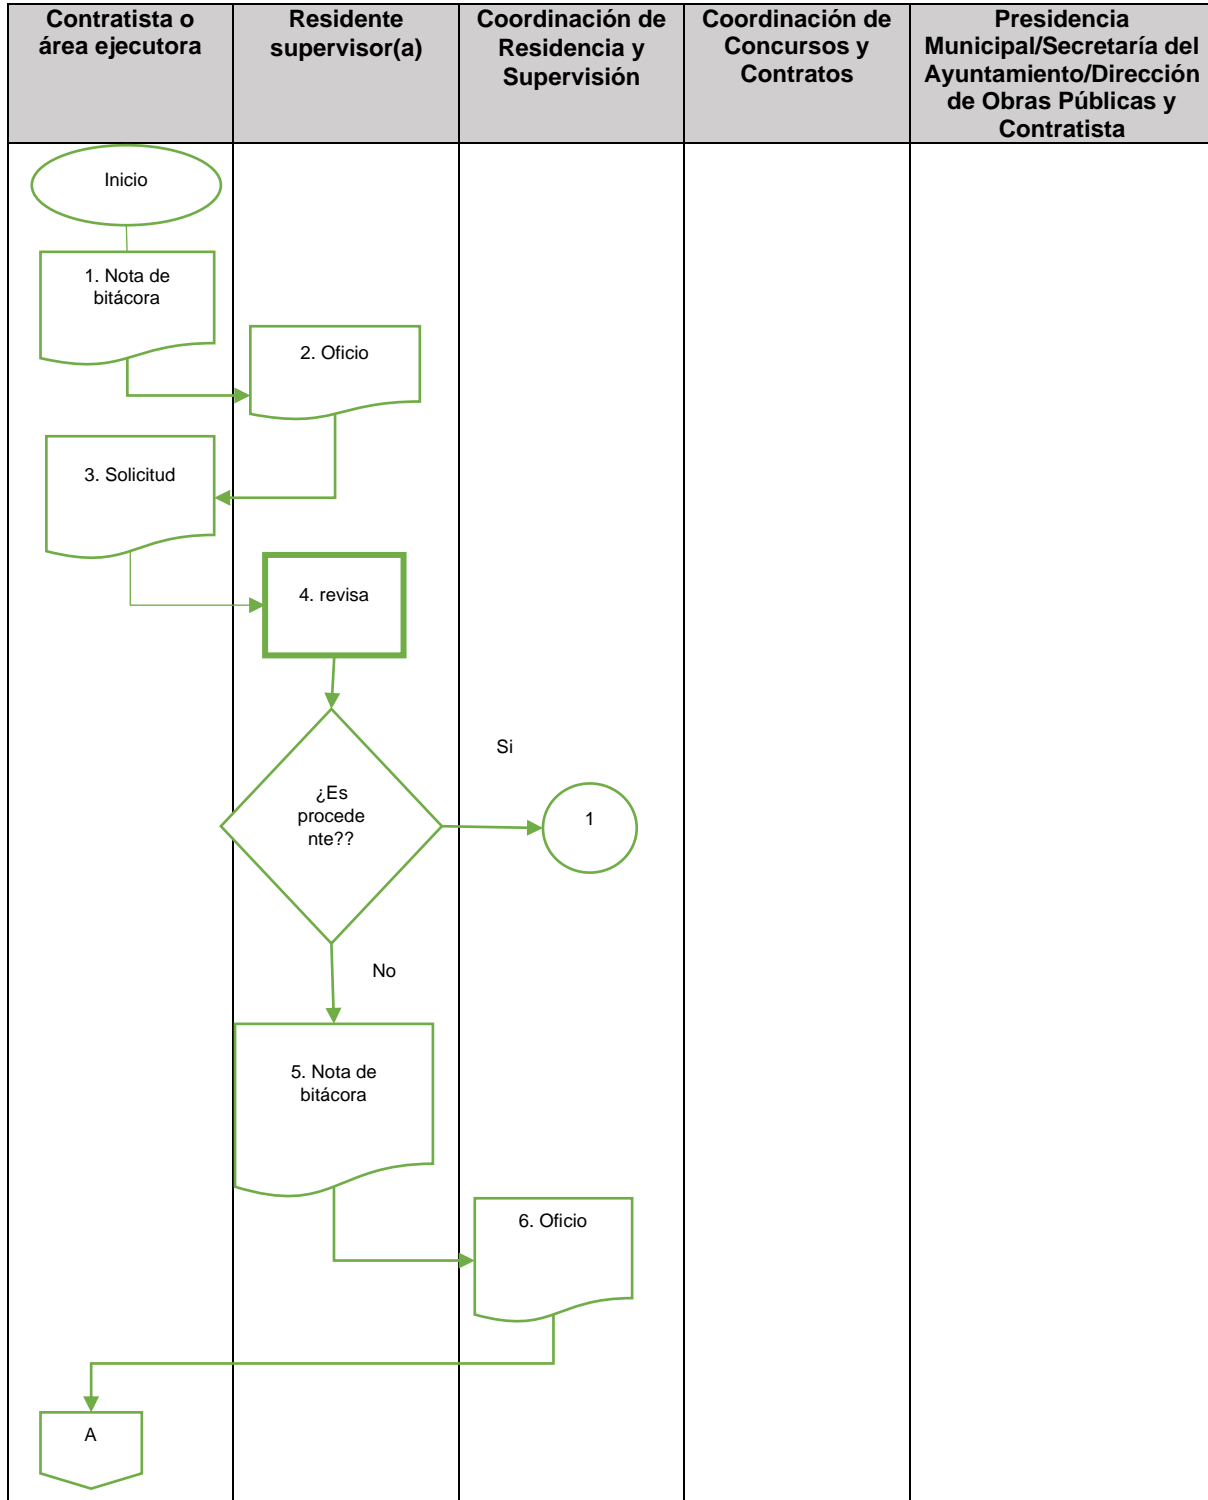 Contratista o
área ejecutora
Residente
supervisor(a)
Coordinación de
Residencia y
Supervisión
Coordinación de
Concursos y
Contratos
Presidencia
Municipal/Secretaría del
Ayuntamiento/Dirección
de Obras Públicas y
Contratista
Inicio
1. Nota de
bitácora
2. Oficio
3. Solicitud
4. revisa
Si
¿Es
procede
nte??
1
No
5. Nota de
bitácora
6. Oficio
A